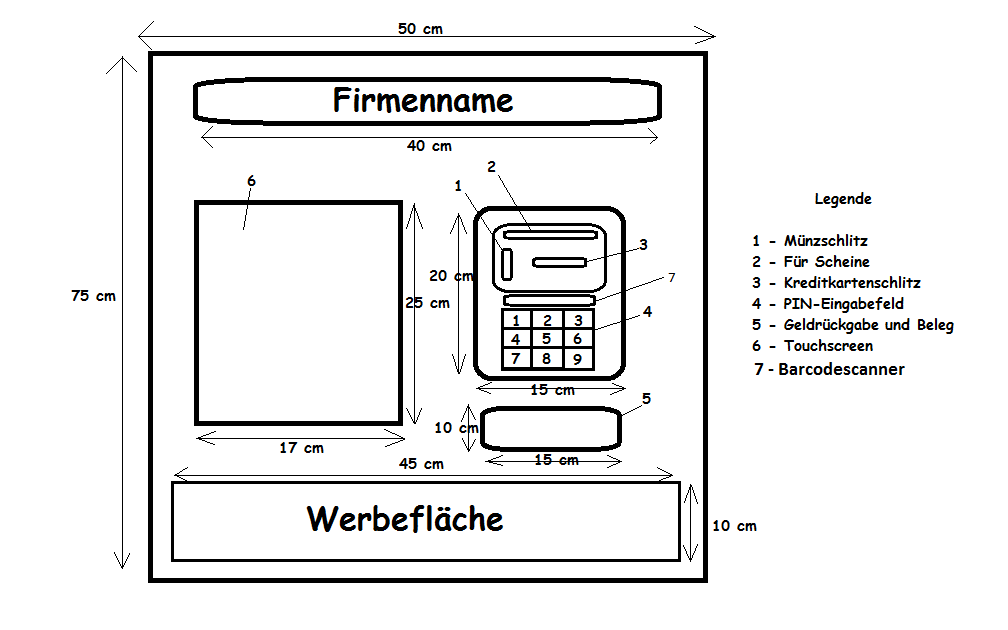 50 cm
Firmenname
40 cm
2
6
1
Legende
3
1 - Münzschlitz
2 - Für Scheine
20 cm
7
3 - Kreditkartenschlitz
75 cm
25 cm
4 - PIN-Eingabefeld
4
1 2 3
5 - Geldrückgabe und Beleg
4 5 6
6 - Touchscreen
7 8 9
7 - Barcodescanner
15 cm
5
10 cm
17 cm
15 cm
45 cm
Werbefläche
10 cm